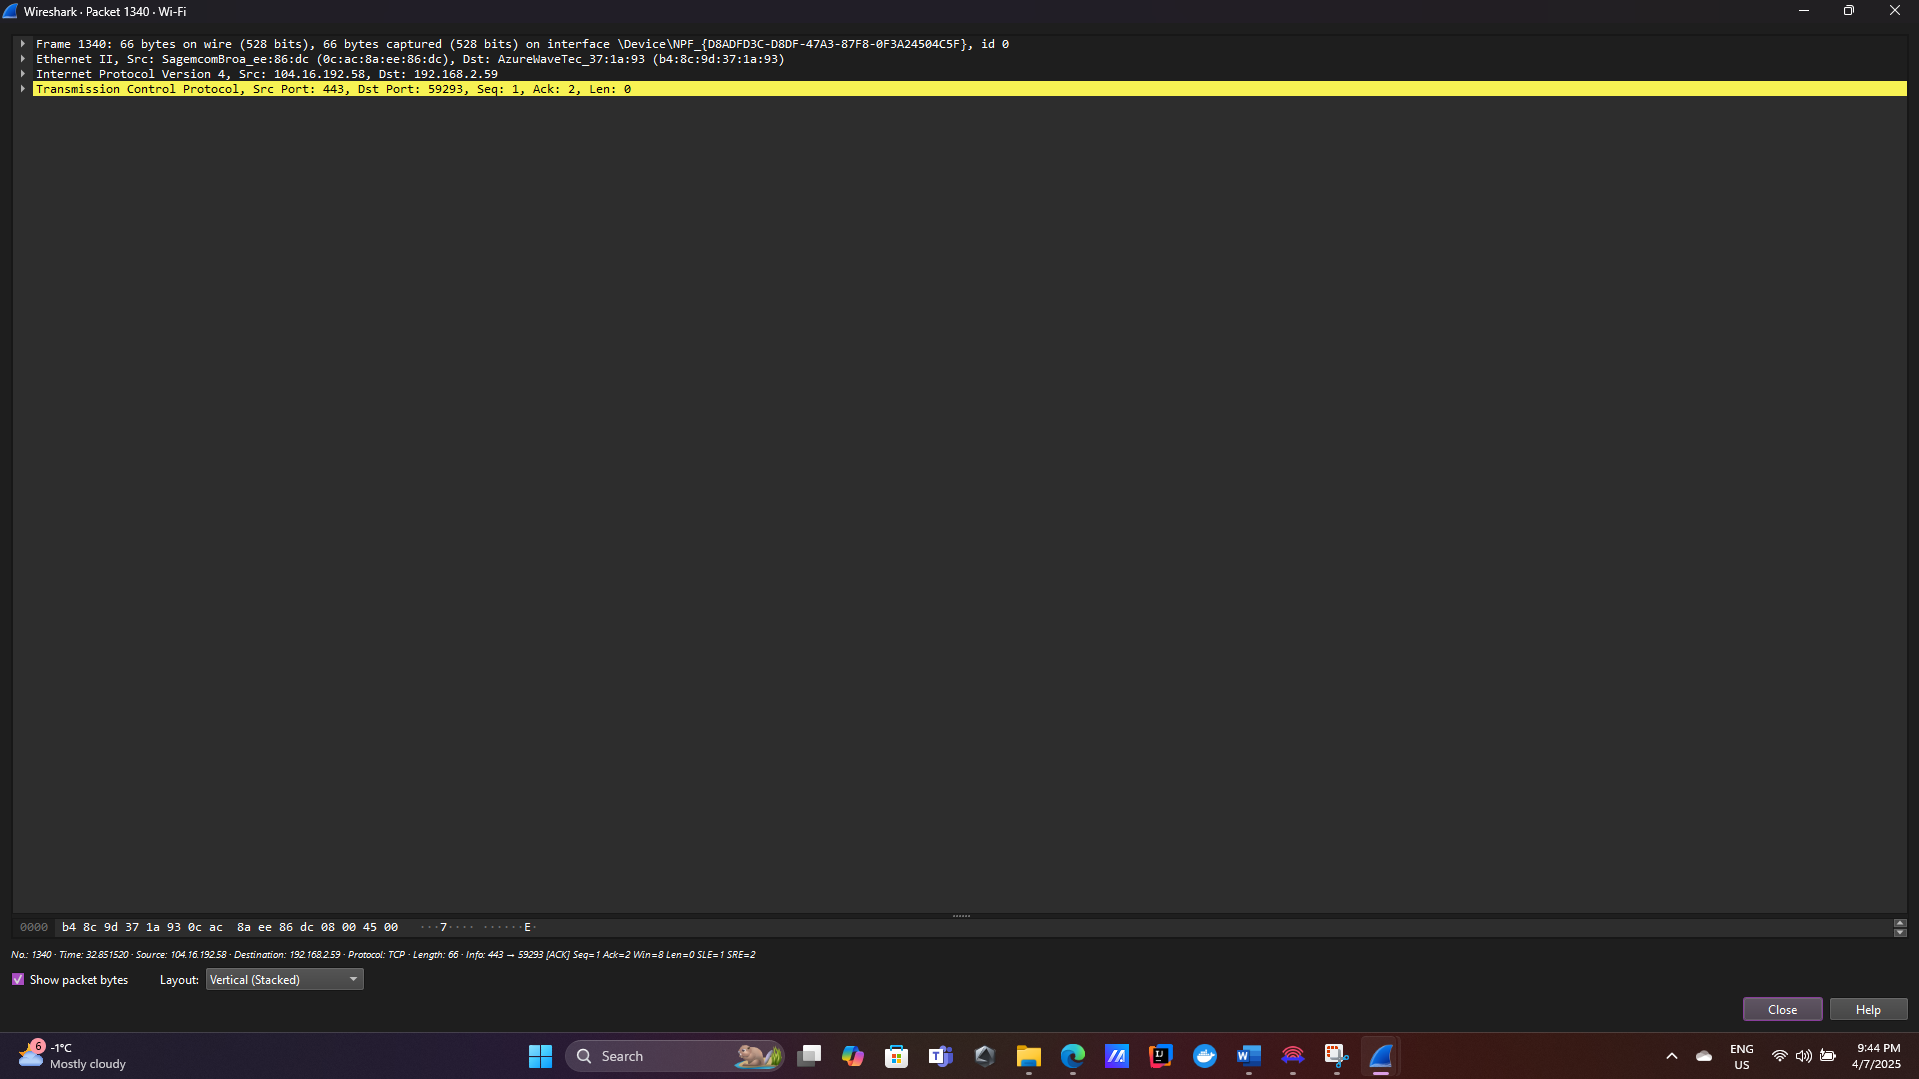 Wireshark · Packet 1340 · Wi-Fi
Frame 1340: 66 bytes on wire (528 bits), 66 bytes captured (528 bits) on interface \Device\NPF_{D8ADFD3C-D8DF-47A3-87F8-0F3A24504C5F}, id 0
Ethernet II, Src: SagemcomBroa_ee:86:dc (0c:ac:8a:ee:86:dc), Dst: AzureWaveTec_37:1a:93 (b4:8c:9d:37:1a:93)
Internet Protocol Version 4, Src: 104.16.192.58, Dst: 192.168.2.59
Transmission Control Protocol, Src Port: 443, Dst Port: 59293, Seq: 1, Ack: 2, Len: 0
0000 b4 8c 9d 37 1a 93 0c ac 8a ee 86 dc 08 00 45 00 ···7···· ······E·
No.: 1340 · Time: 32.851520 · Source: 104.16.192.58 · Destination: 192.168.2.59 · Protocol: TCP · Length: 66 · Info: 443 → 59293 [ACK] Seq=1 Ack=2 Win=8 Len=0 SLE=1 SRE=2
Show packet bytes Layout: Vertical (Stacked)
Close Help
6 -1°C
Mostly cloudy
Search
ENG
US
9:44 PM
4/7/2025